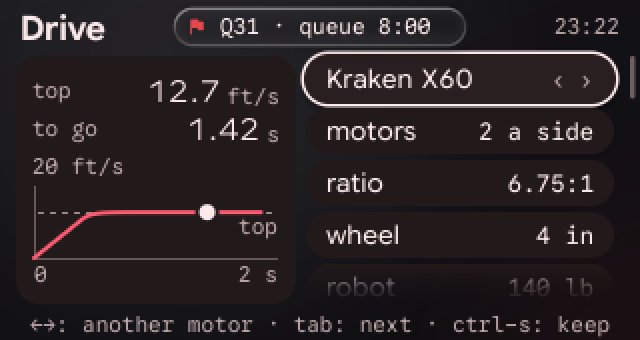 Drive
Q31 · queue 8:00
23:22
top 12.7 ft/s
to go 1.42 s
20 ft/s
top
0 2 s
Kraken X60 ‹ ›
motors 2 a side
ratio 6.75:1
wheel 4 in
robot 140 lb
↔: another motor · tab: next · ctrl-s: keep